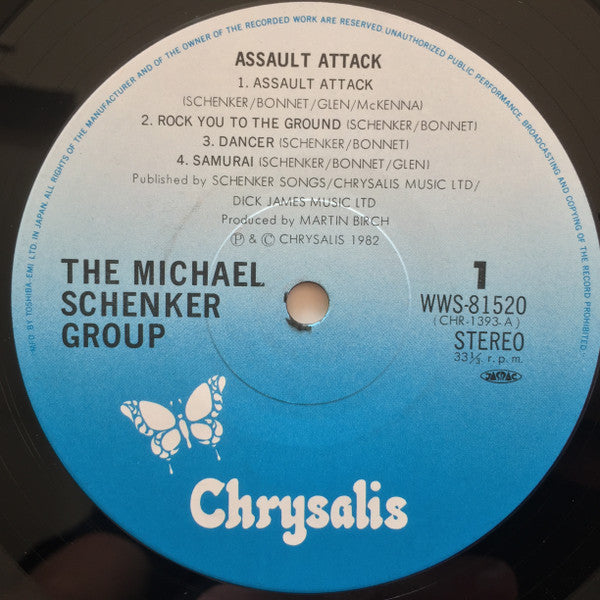 ALL RIGHTS OF THE MANUFACTURER AND OF THE OWNER OF THE RECORDED WORK ARE RESERVED. UNAUTHORIZED PUBLIC PERFORMANCE, BROADCASTING AND COPYING OF THE RECORD PROHIBITED.
MF'D BY TOSHIBA-EMI LTD. IN JAPAN.
ASSAULT ATTACK
1. ASSAULT ATTACK
(SCHENKER/BONNET/GLEN/McKENNA)
2. ROCK YOU TO THE GROUND (SCHENKER/BONNET)
3. DANCER (SCHENKER/BONNET)
4. SAMURAI (SCHENKER/BONNET/GLEN)
Published by SCHENKER SONGS/CHRYSALIS MUSIC LTD/
DICK JAMES MUSIC LTD
Produced by MARTIN BIRCH
Ⓟ & © CHRYSALIS 1982
THE MICHAEL
SCHENKER
GROUP
1
WWS-81520
(CHR-1393-A)
STEREO
33⅓ r.p.m.
JASRAC
Chrysalis